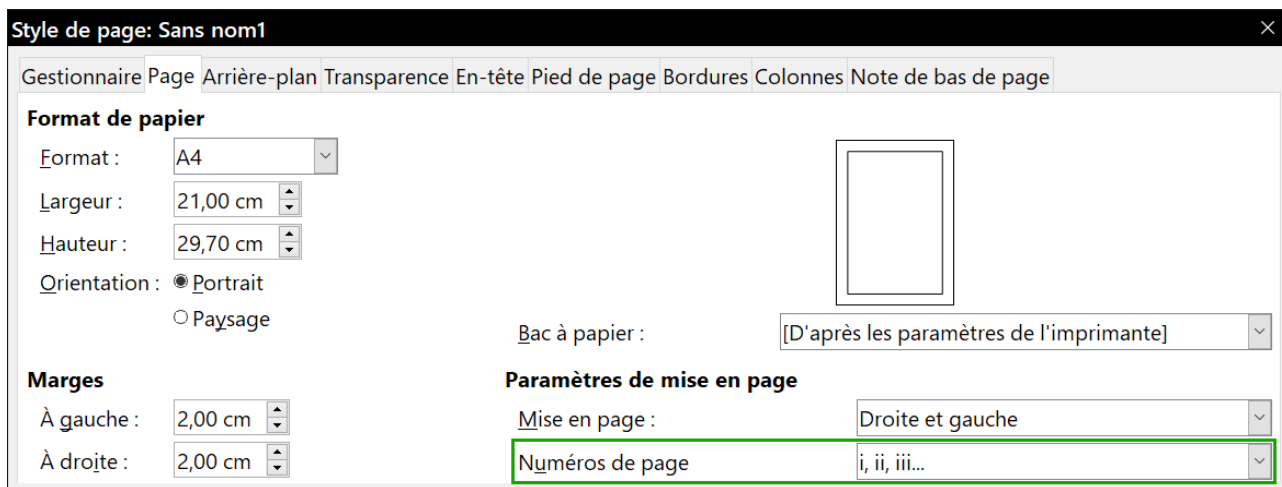 Style de page: Sans nom1
Gestionnaire Page Arrière-plan Transparence En-tête Pied de page Bordures Colonnes Note de bas de page
Format de papier
Format : A4
Largeur : 21,00 cm
Hauteur : 29,70 cm
Orientation : Portrait
Paysage
Bac à papier : [D'après les paramètres de l'imprimante]
Marges
À gauche : 2,00 cm
À droite : 2,00 cm
Paramètres de mise en page
Mise en page : Droite et gauche
Numéros de page i, ii, iii...